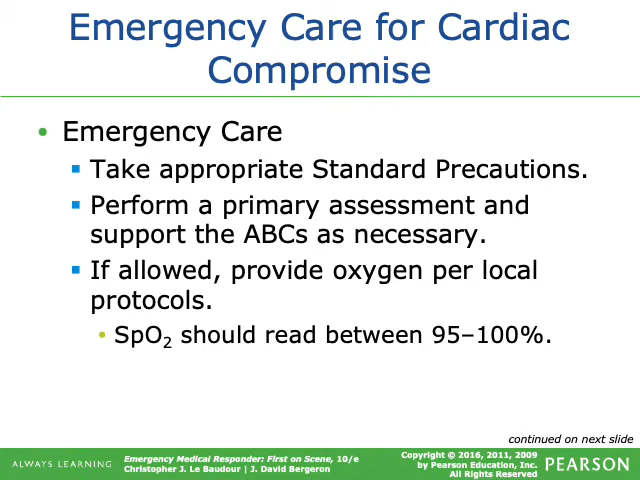 Emergency Care for Cardiac
Compromise
• Emergency Care
▪ Take appropriate Standard Precautions.
▪ Perform a primary assessment and
support the ABCs as necessary.
▪ If allowed, provide oxygen per local
protocols.
• SpO₂ should read between 95–100%.
continued on next slide
ALWAYS LEARNING
Emergency Medical Responder: First on Scene, 10/e
Christopher J. Le Baudour | J. David Bergeron
Copyright © 2016, 2011, 2009
by Pearson Education, Inc.
All Rights Reserved
PEARSON